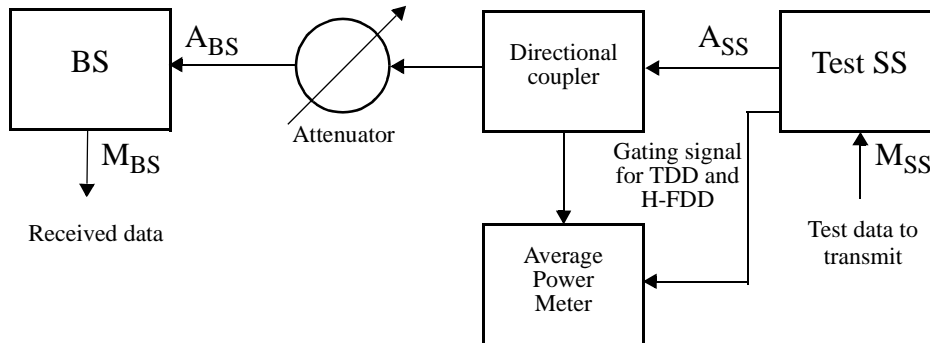 BS
A_BS
Attenuator
Directional
coupler
A_SS
Test SS
M_BS
Received data
Gating signal
for TDD and
H-FDD
M_SS
Test data to
transmit
Average
Power
Meter